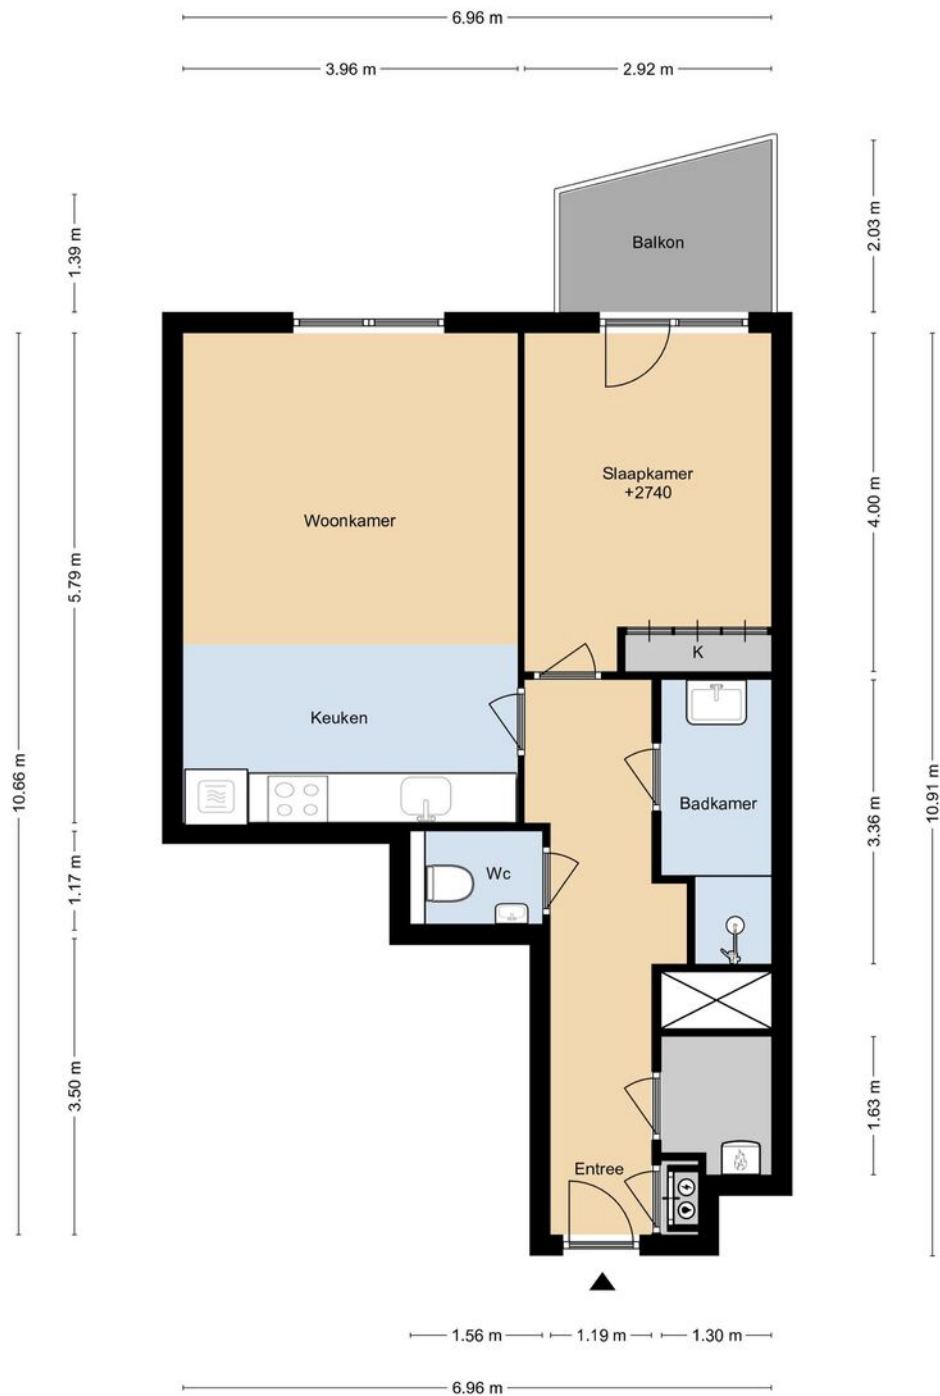 6.96 m
3.96 m
2.92 m
1.39 m
2.03 m
Balkon
Slaapkamer
+2740
4.00 m
Woonkamer
5.79 m
K
Keuken
10.66 m
Badkamer
3.36 m
10.91 m
Wc
1.17 m
3.50 m
1.63 m
Entree
1.56 m
1.19 m
1.30 m
6.96 m